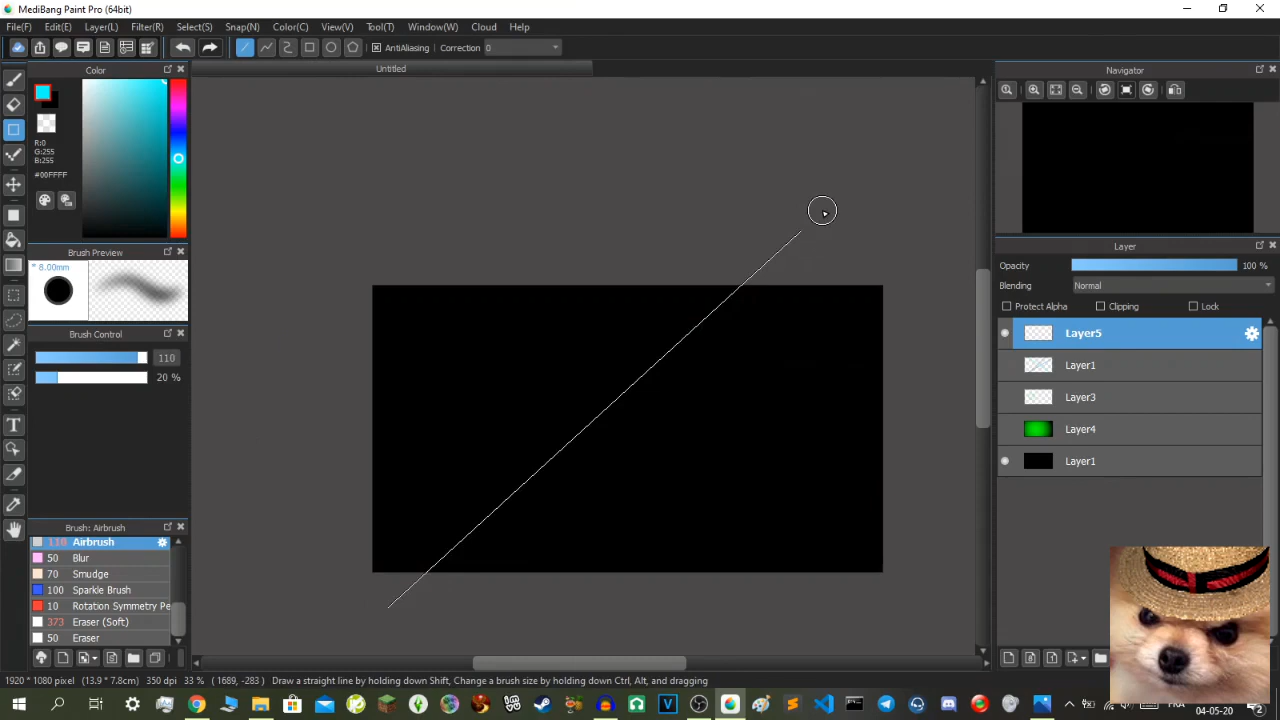 MediBang Paint Pro (64bit)
File(F) Edit(E) Layer(L) Filter(R) Select(S) Snap(N) Color(C) View(V) Tool(T) Window(W) Cloud Help
AntiAliasing Correction 0
Color
Untitled
Navigator
R:0
G:255
B:255
#00FFFF
Brush Preview
* 8.00mm
Layer
Opacity 100 %
Blending Normal
Protect Alpha Clipping Lock
Brush Control
110
20 %
Layer5
Layer1
Layer3
Layer4
Layer1
Brush: Airbrush
110 Airbrush
50 Blur
70 Smudge
100 Sparkle Brush
10 Rotation Symmetry Pe
373 Eraser (Soft)
50 Eraser
1920 * 1080 pixel (13.9 * 7.8cm) 350 dpi 33 % (1689, -283) Draw a straight line by holding down Shift, Change a brush size by holding down Ctrl, Alt, and dragging
FR
04-05-20
2